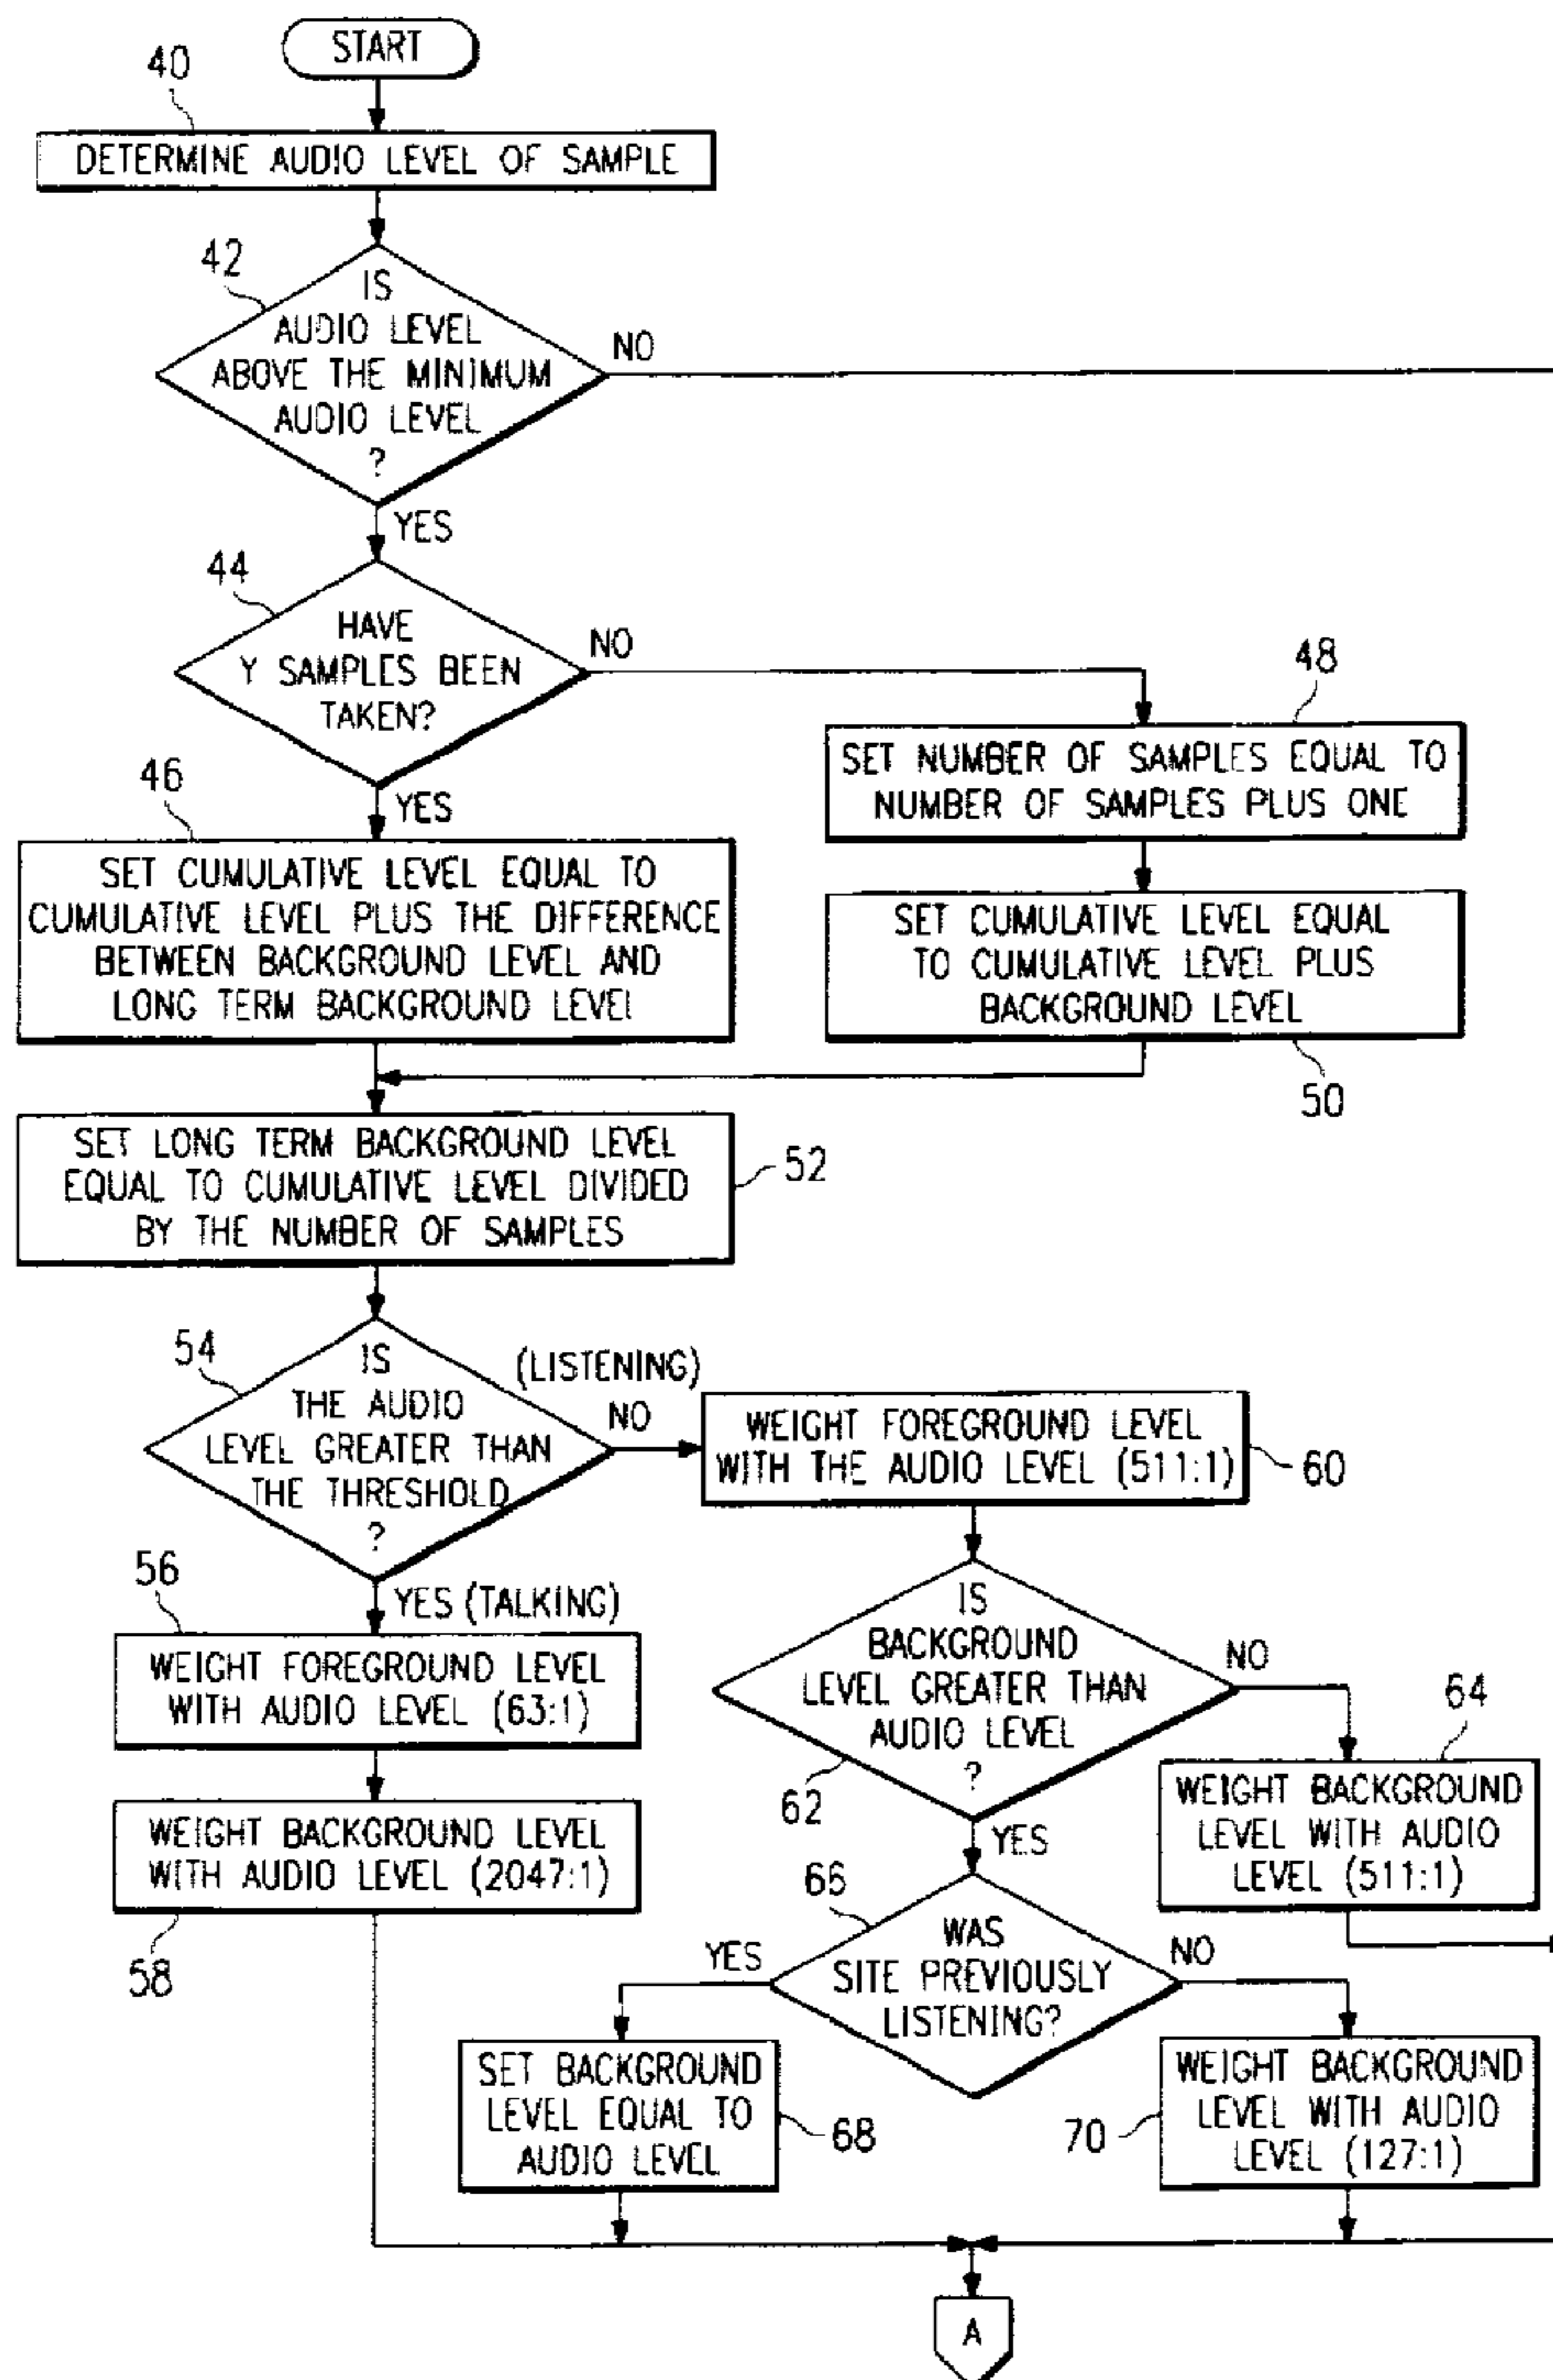 START
40
DETERMINE AUDIO LEVEL OF SAMPLE
42
IS
AUDIO LEVEL
ABOVE THE MINIMUM
AUDIO LEVEL
?
NO
YES
44
HAVE
Y SAMPLES BEEN
TAKEN?
NO
YES
48
SET NUMBER OF SAMPLES EQUAL TO
NUMBER OF SAMPLES PLUS ONE
46
SET CUMULATIVE LEVEL EQUAL TO
CUMULATIVE LEVEL PLUS THE DIFFERENCE
BETWEEN BACKGROUND LEVEL AND
LONG TERM BACKGROUND LEVEL
SET CUMULATIVE LEVEL EQUAL
TO CUMULATIVE LEVEL PLUS
BACKGROUND LEVEL
50
SET LONG TERM BACKGROUND LEVEL
EQUAL TO CUMULATIVE LEVEL DIVIDED
BY THE NUMBER OF SAMPLES
52
54
IS
THE AUDIO
LEVEL GREATER THAN
THE THRESHOLD
?
(LISTENING)
NO
YES (TALKING)
WEIGHT FOREGROUND LEVEL
WITH THE AUDIO LEVEL (511:1)
60
56
WEIGHT FOREGROUND LEVEL
WITH AUDIO LEVEL (63:1)
IS
BACKGROUND
LEVEL GREATER THAN
AUDIO LEVEL
?
62
NO
YES
64
WEIGHT BACKGROUND
LEVEL WITH AUDIO
LEVEL (511:1)
WEIGHT BACKGROUND LEVEL
WITH AUDIO LEVEL (2047:1)
58
66
WAS
SITE PREVIOUSLY
LISTENING?
YES
NO
SET BACKGROUND
LEVEL EQUAL TO
AUDIO LEVEL
68
70
WEIGHT BACKGROUND
LEVEL WITH AUDIO
LEVEL (127:1)
A